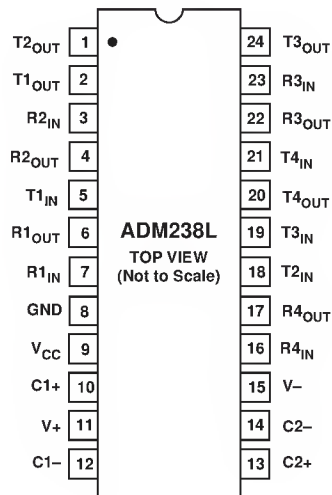 T2OUT 1 24 T3OUT
T1OUT 2 23 R3IN
R2IN 3 22 R3OUT
R2OUT 4 21 T4IN
T1IN 5 20 T4OUT
R1OUT 6 ADM238L 19 T3IN
TOP VIEW
R1IN 7 (Not to Scale) 18 T2IN
GND 8 17 R4OUT
VCC 9 16 R4IN
C1+ 10 15 V–
V+ 11 14 C2–
C1– 12 13 C2+